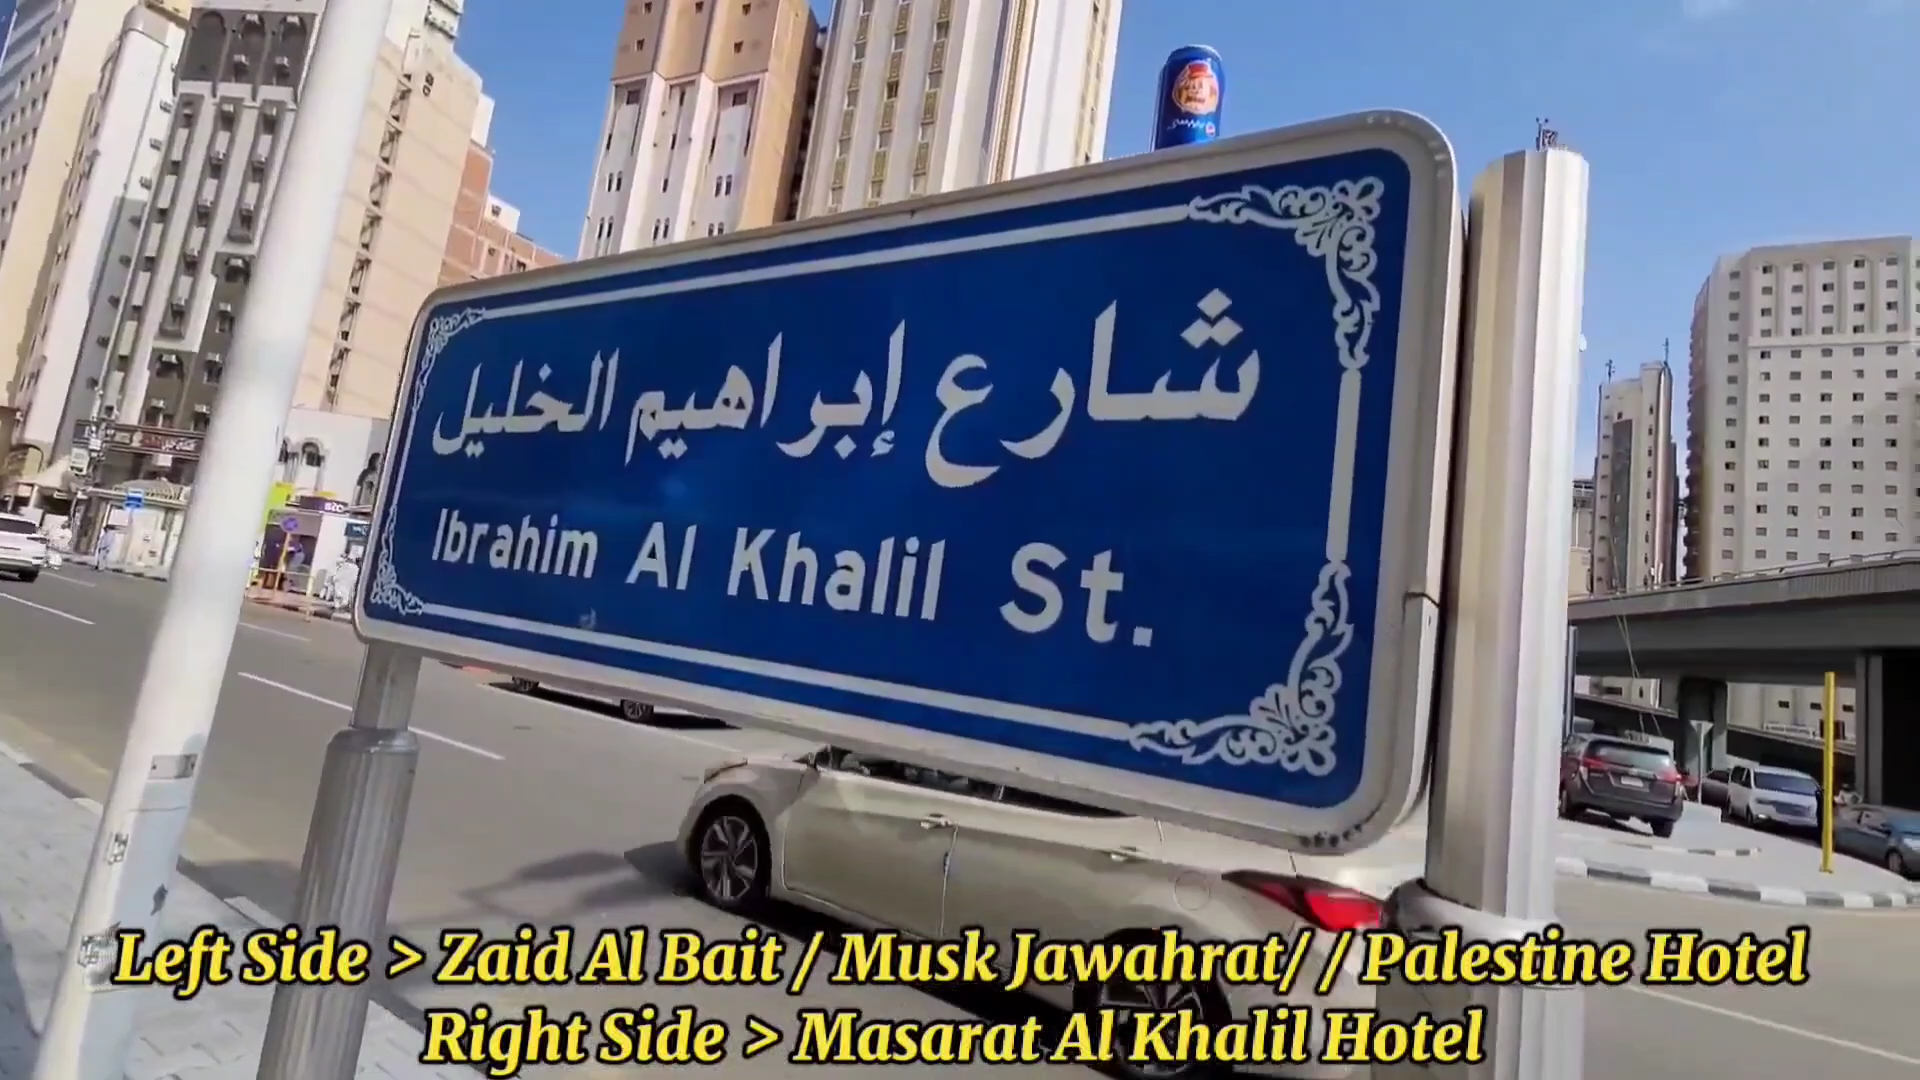 شارع إبراهيم الخليل
Ibrahim Al Khalil St.
Left Side > Zaid Al Bait / Musk Jawahrat/ / Palestine Hotel
Right Side > Masarat Al Khalil Hotel